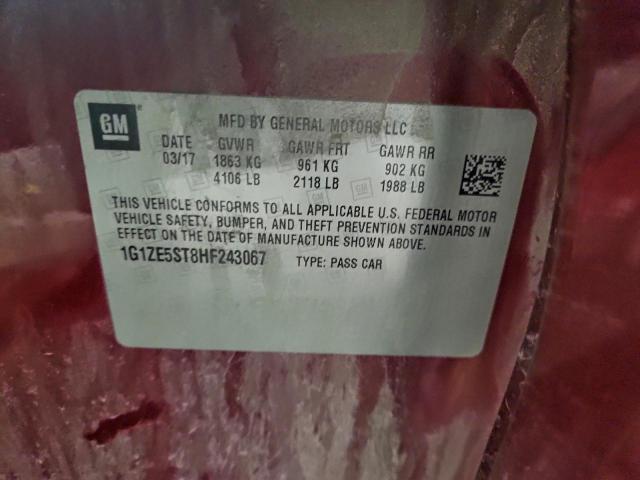 GM
MFD BY GENERAL MOTORS LLC
DATE GVWR GAWR FRT GAWR RR
03/17 1863 KG 961 KG 902 KG
4106 LB 2118 LB 1988 LB
THIS VEHICLE CONFORMS TO ALL APPLICABLE U.S. FEDERAL MOTOR
VEHICLE SAFETY, BUMPER, AND THEFT PREVENTION STANDARDS IN
EFFECT ON THE DATE OF MANUFACTURE SHOWN ABOVE.
1G1ZE5ST8HF243067 TYPE: PASS CAR